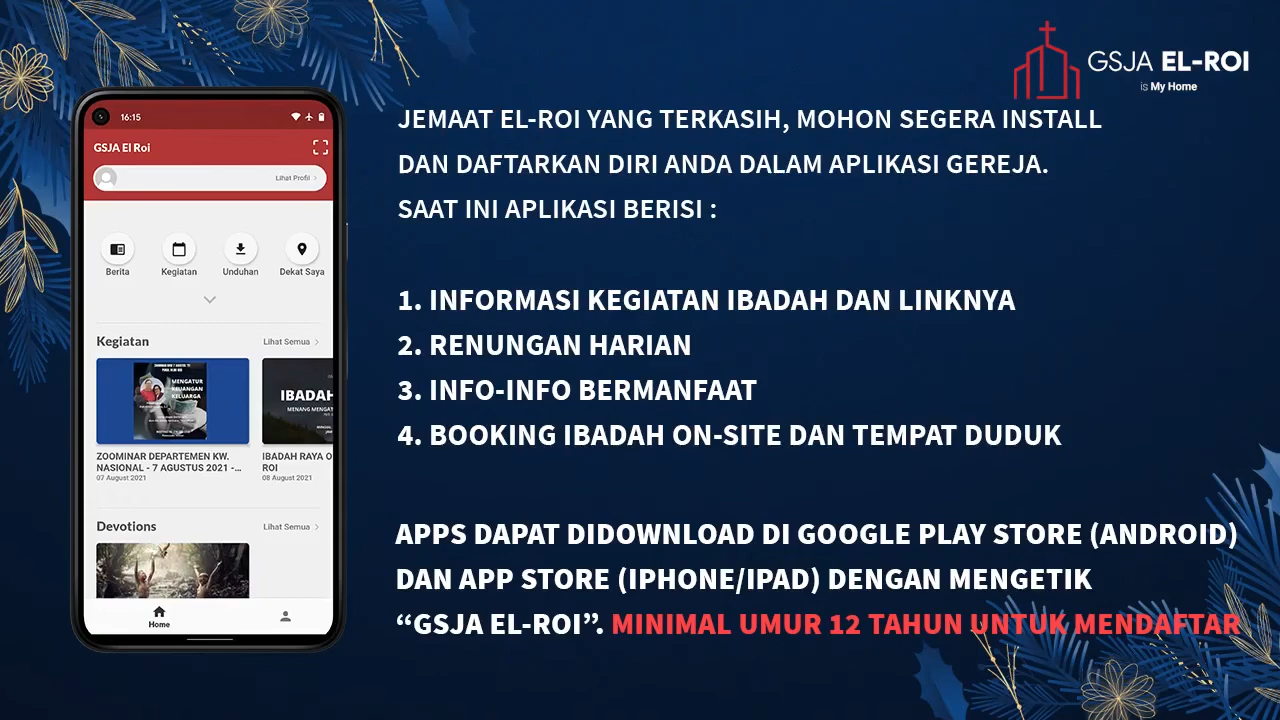 GSJA EL-ROI
is My Home
JEMAAT EL-ROI YANG TERKASIH, MOHON SEGERA INSTALL
DAN DAFTARKAN DIRI ANDA DALAM APLIKASI GEREJA.
SAAT INI APLIKASI BERISI :
1. INFORMASI KEGIATAN IBADAH DAN LINKNYA
2. RENUNGAN HARIAN
3. INFO-INFO BERMANFAAT
4. BOOKING IBADAH ON-SITE DAN TEMPAT DUDUK
APPS DAPAT DIDOWNLOAD DI GOOGLE PLAY STORE (ANDROID)
DAN APP STORE (IPHONE/IPAD) DENGAN MENGETIK
“GSJA EL-ROI”. MINIMAL UMUR 12 TAHUN UNTUK MENDAFTAR
16:15
GSJA El Roi
Lihat Profil
Berita Kegiatan Unduhan Dekat Saya
Kegiatan Lihat Semua
MENGATUR
KEUANGAN
KELUARGA
IBADAH
ZOOMINAR DEPARTEMEN KW.
NASIONAL - 7 AGUSTUS 2021 -...
07 August 2021
IBADAH RAYA O
ROI
08 August 2021
Devotions Lihat Semua
Home